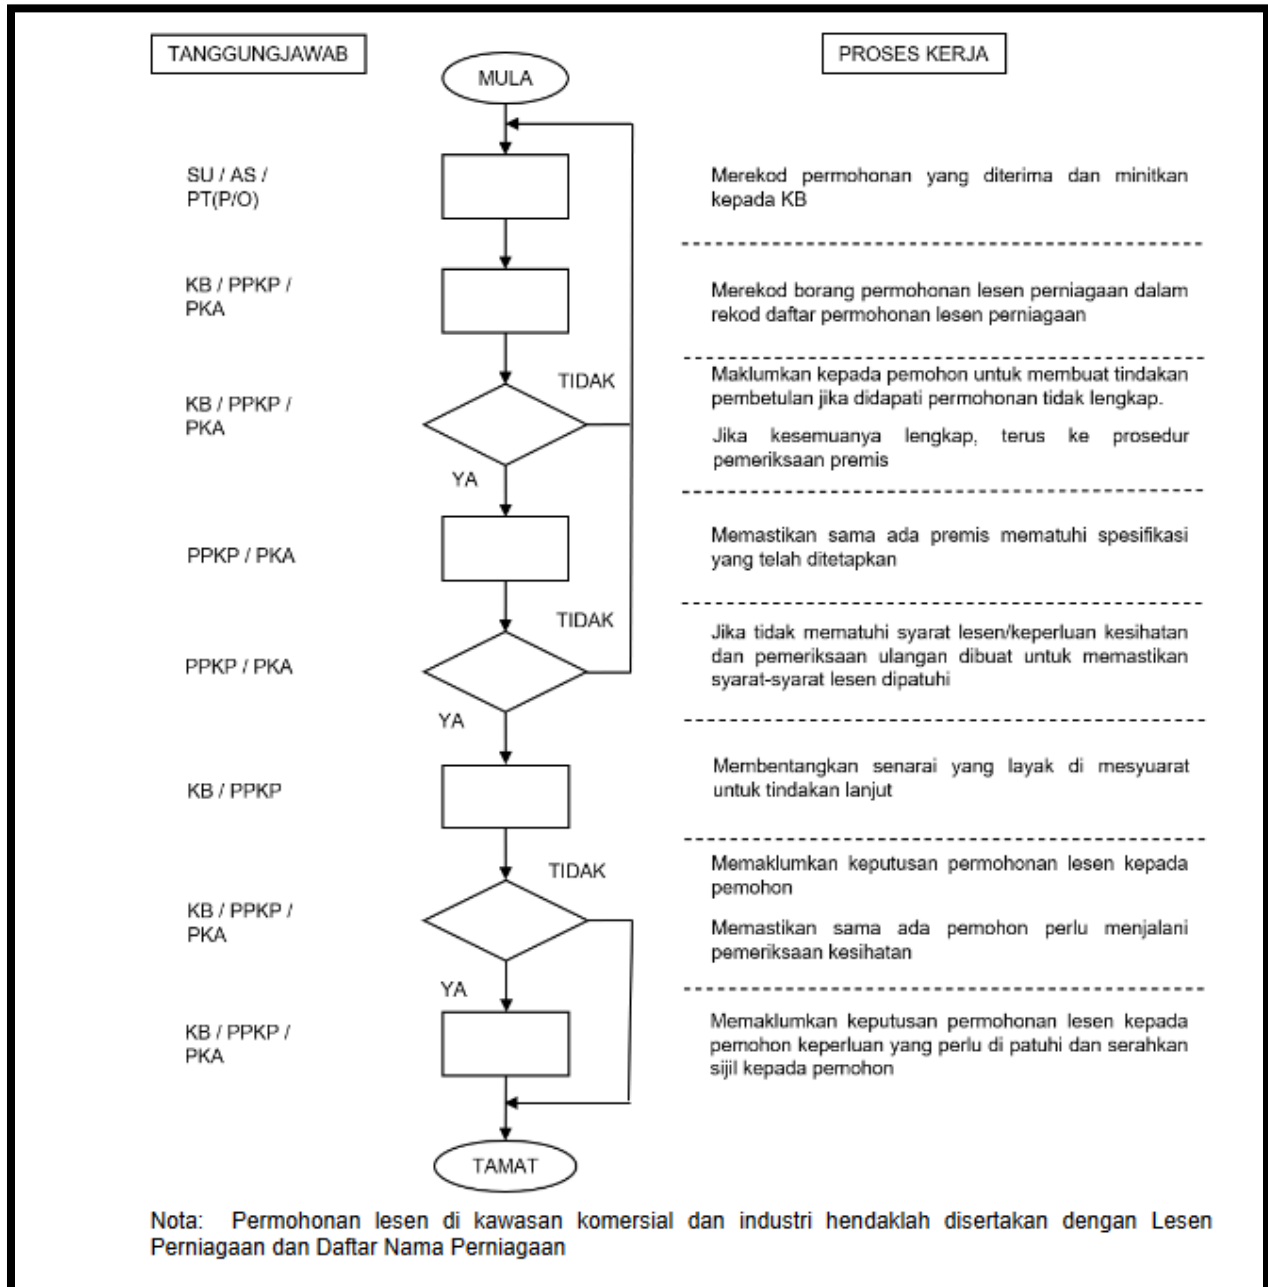 TANGGUNGJAWAB
PROSES KERJA
MULA
SU / AS /
PT(P/O)
Merekod permohonan yang diterima dan minitkan
kepada KB
KB / PPKP /
PKA
Merekod borang permohonan lesen perniagaan dalam
rekod daftar permohonan lesen perniagaan
TIDAK
KB / PPKP /
PKA
Maklumkan kepada pemohon untuk membuat tindakan
pembetulan jika didapati permohonan tidak lengkap.
Jika kesemuanya lengkap, terus ke prosedur
pemeriksaan premis
YA
PPKP / PKA
Memastikan sama ada premis mematuhi spesifikasi
yang telah ditetapkan
TIDAK
PPKP / PKA
Jika tidak mematuhi syarat lesen/keperluan kesihatan
dan pemeriksaan ulangan dibuat untuk memastikan
syarat-syarat lesen dipatuhi
YA
KB / PPKP
Membentangkan senarai yang layak di mesyuarat
untuk tindakan lanjut
TIDAK
KB / PPKP /
PKA
Memaklumkan keputusan permohonan lesen kepada
pemohon
Memastikan sama ada pemohon perlu menjalani
pemeriksaan kesihatan
YA
KB / PPKP /
PKA
Memaklumkan keputusan permohonan lesen kepada
pemohon keperluan yang perlu di patuhi dan serahkan
sijil kepada pemohon
TAMAT
Nota: Permohonan lesen di kawasan komersial dan industri hendaklah disertakan dengan Lesen
Perniagaan dan Daftar Nama Perniagaan